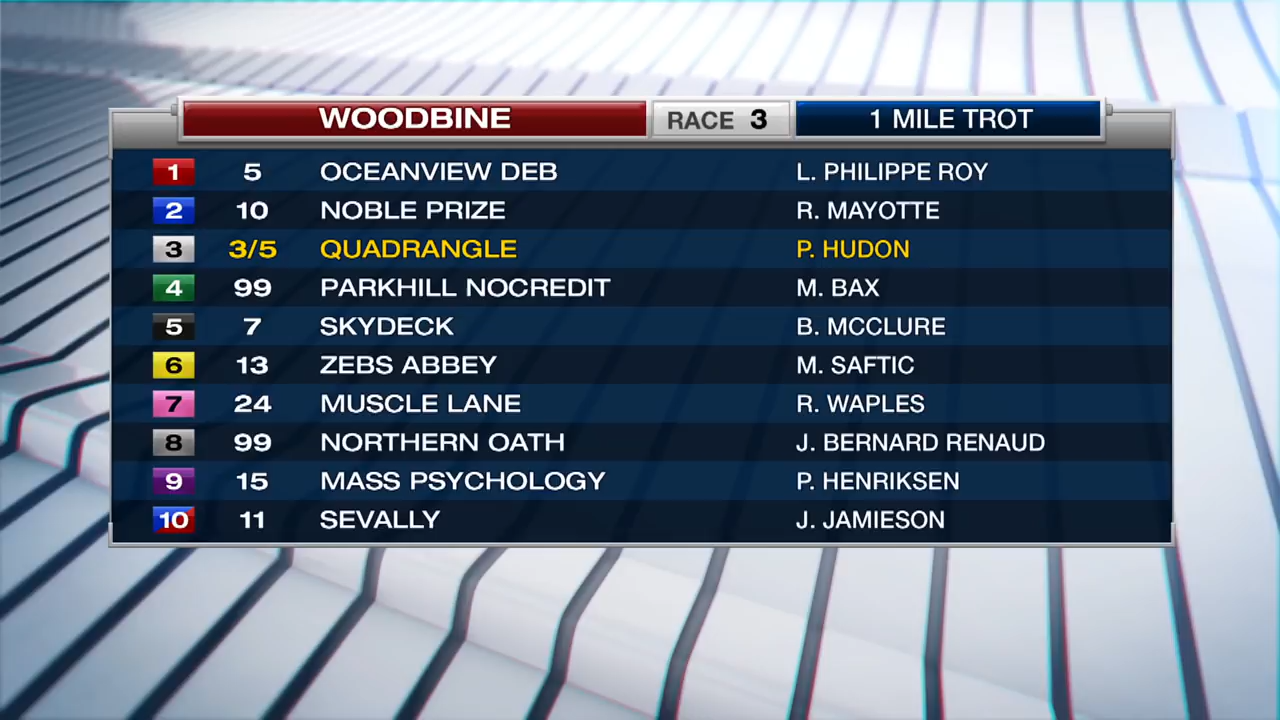 WOODBINE RACE 3 1 MILE TROT
1 5 OCEANVIEW DEB L. PHILIPPE ROY
2 10 NOBLE PRIZE R. MAYOTTE
3 3/5 QUADRANGLE P. HUDON
4 99 PARKHILL NOCREDIT M. BAX
5 7 SKYDECK B. MCCLURE
6 13 ZEBS ABBEY M. SAFTIC
7 24 MUSCLE LANE R. WAPLES
8 99 NORTHERN OATH J. BERNARD RENAUD
9 15 MASS PSYCHOLOGY P. HENRIKSEN
10 11 SEVALLY J. JAMIESON